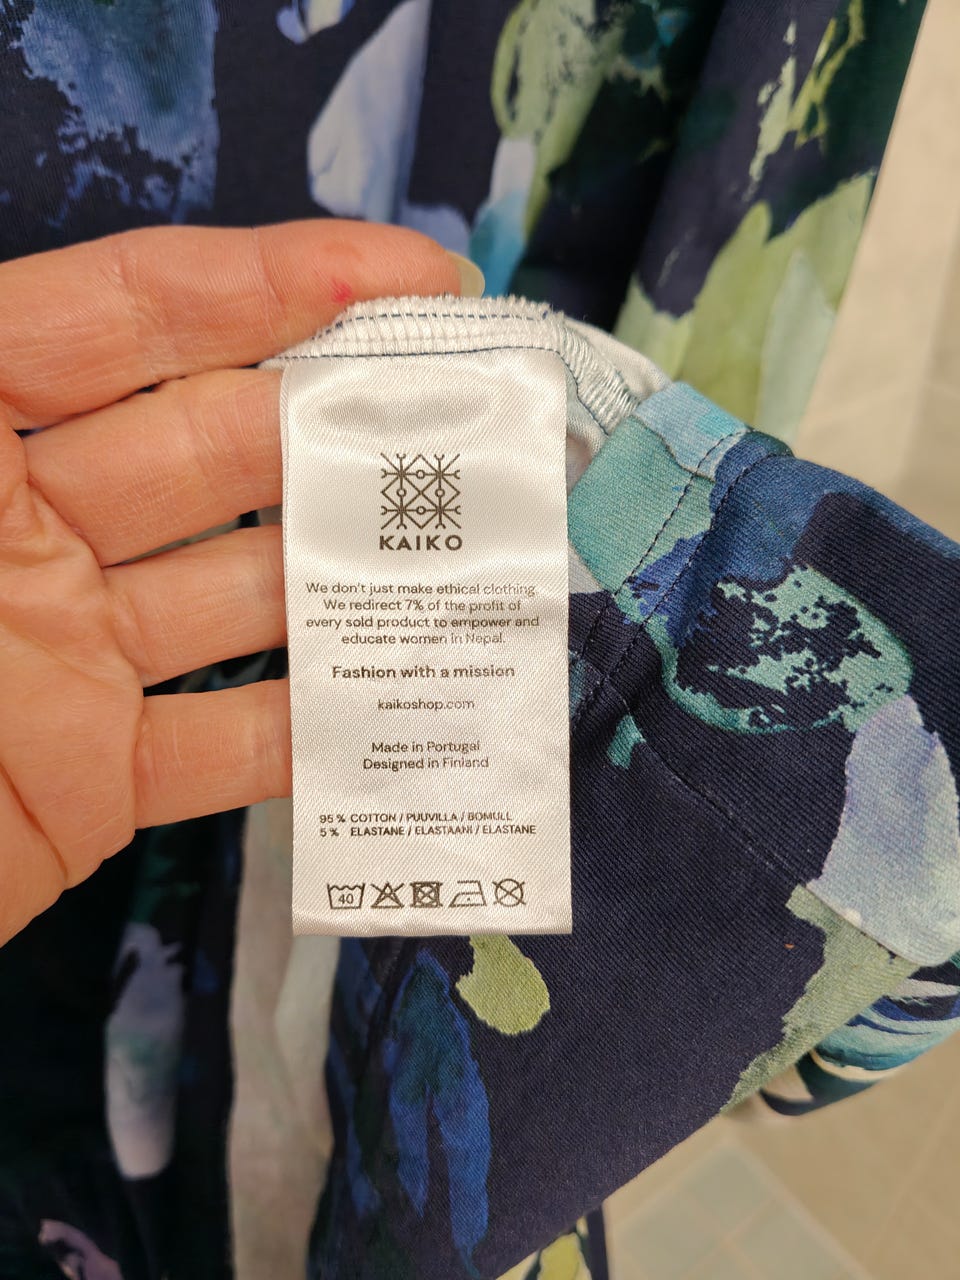 KAIKO
We don't just make ethical clothing.
We redirect 7% of the profit of
every sold product to empower and
educate women in Nepal.
Fashion with a mission
kaikoshop.com
Made in Portugal
Designed in Finland
95 % COTTON / PUUVILLA / BOMULL
5 % ELASTANE / ELASTAANI / ELASTANE
40